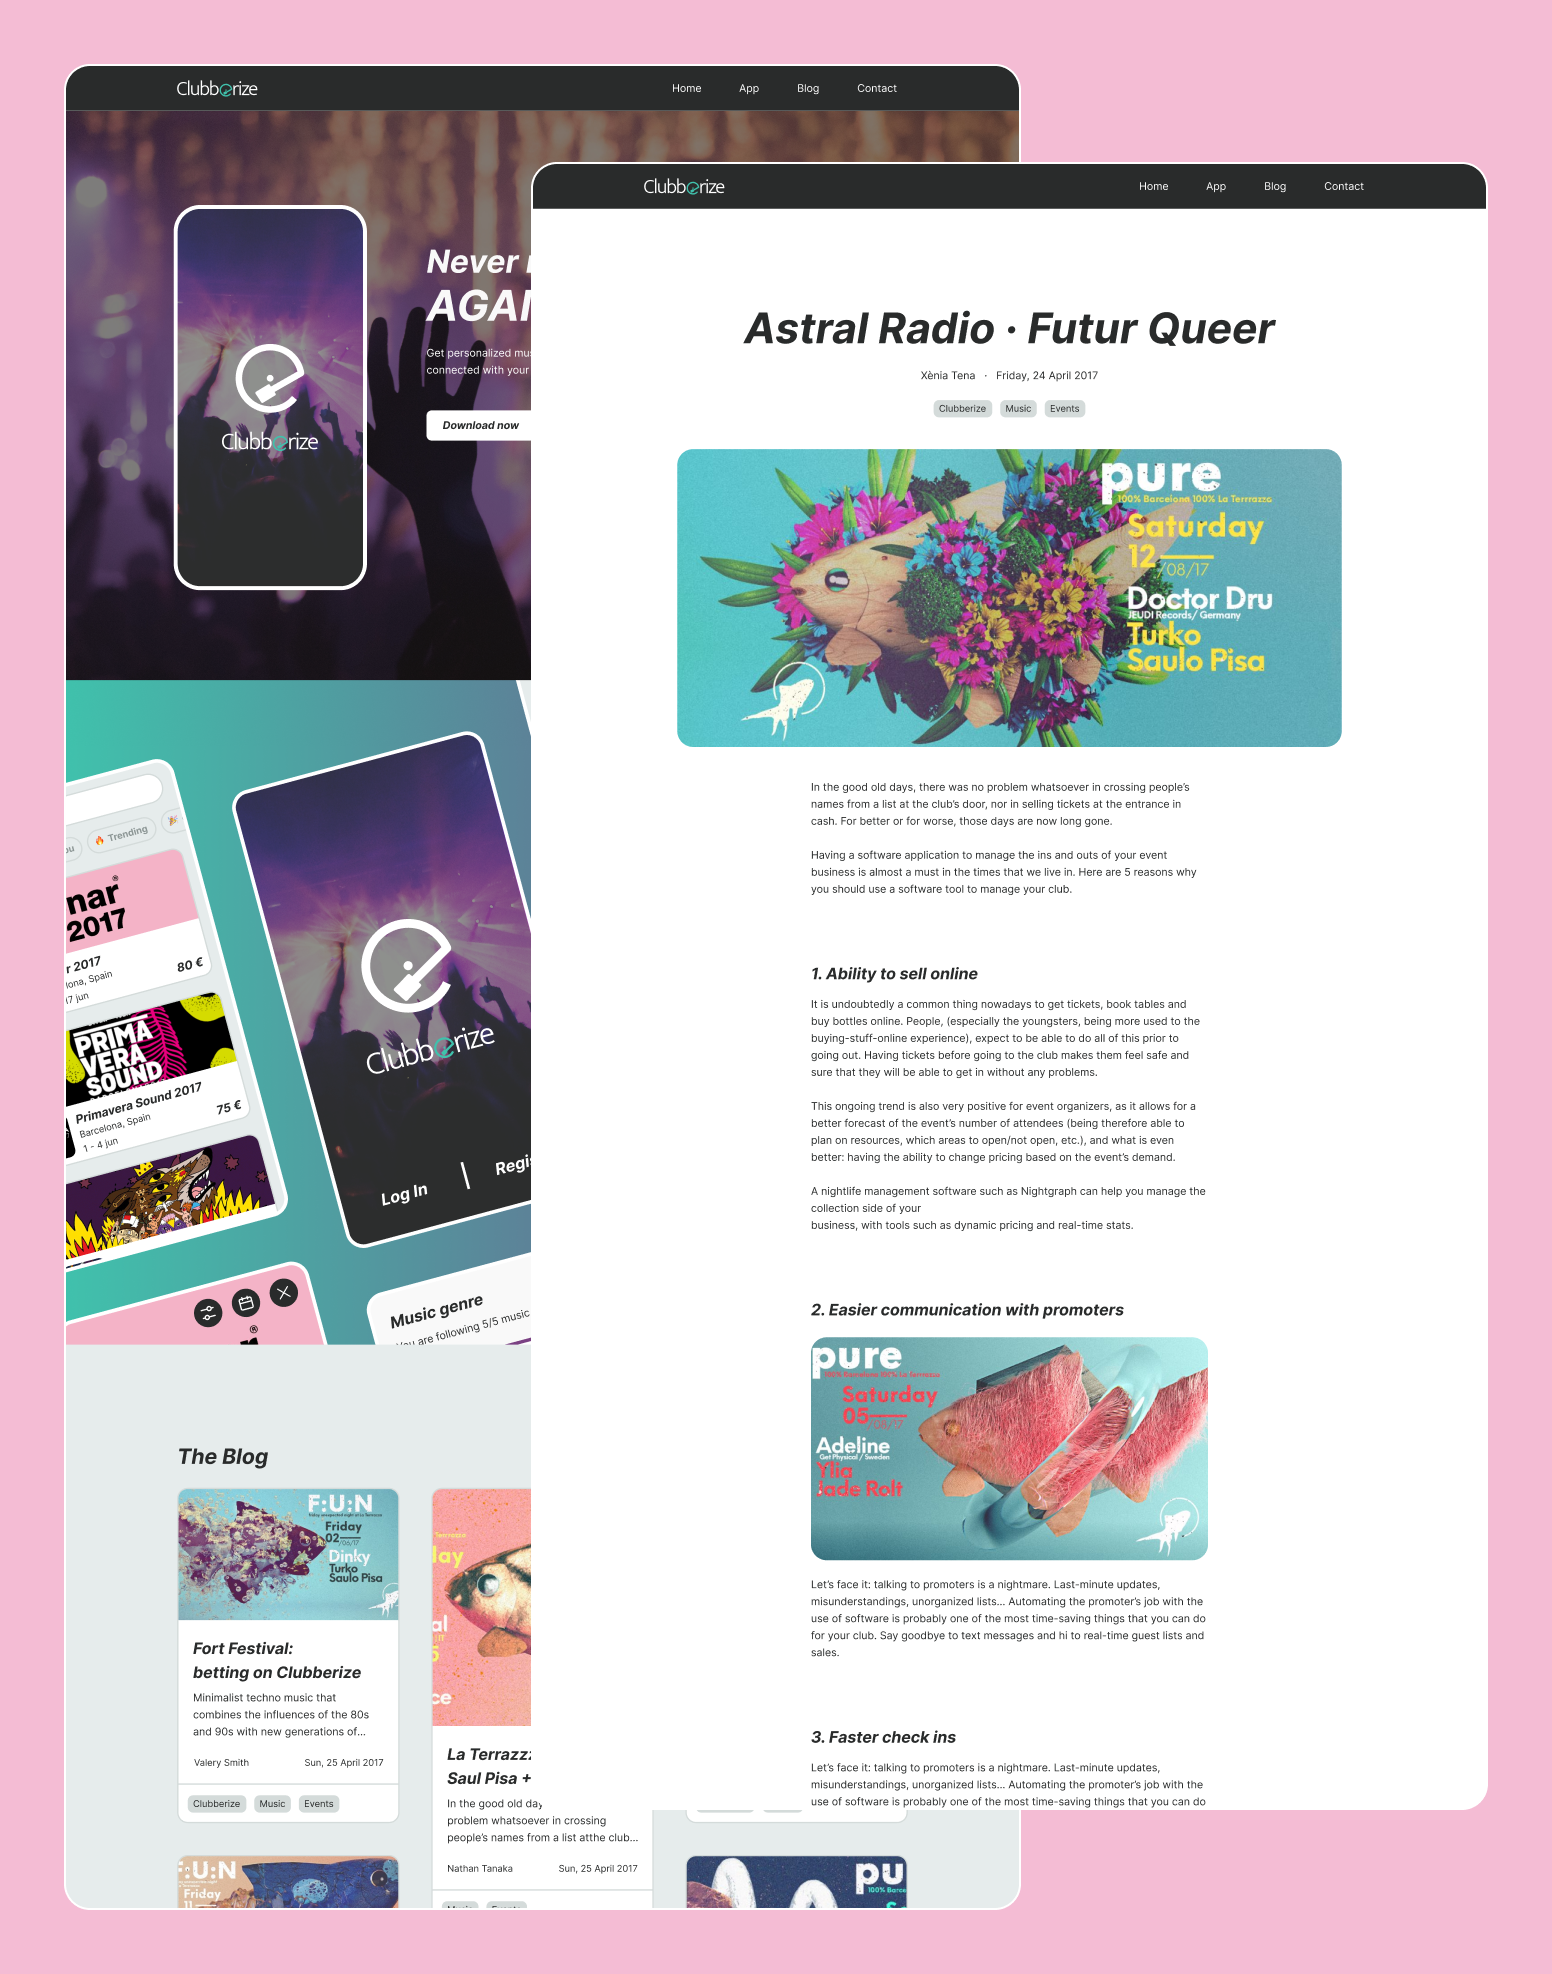 Clubberize
Home App Blog Contact
Never
AGAI
Get personalized mus
connected with your
Download now
Clubberize
Trending
nar®
2017
r 2017
lona, Spain
17 jun
80 €
PRIMA
VERA
SOUND
Primavera Sound 2017
Barcelona, Spain
1 - 4 jun
75 €
Clubberize
Log In
Regis
Music genre
You are following 5/5 music
The Blog
F:U:N
Friday
02
/06/17
Dinky
Turko
Saulo Pisa
Fort Festival:
betting on Clubberize
Minimalist techno music that
combines the influences of the 80s
and 90s with new generations of...
Valery Smith Sun, 25 April 2017
Clubberize Music Events
:U:N
Friday
11
Terrazza
day
al
5
ce
La Terrazz
Saul Pisa +
In the good old day
problem whatsoever in crossing
people's names from a list atthe club...
Nathan Tanaka Sun, 25 April 2017
Music Events
pu
100% Barce
Clubberize
Home App Blog Contact
Astral Radio · Futur Queer
Xènia Tena · Friday, 24 April 2017
Clubberize Music Events
pure
100% Barcelona 100% La Terrrazza
Saturday
12
/08/17
Doctor Dru
JEUDI Records/ Germany
Turko
Saulo Pisa
In the good old days, there was no problem whatsoever in crossing people's
names from a list at the club's door, nor in selling tickets at the entrance in
cash. For better or for worse, those days are now long gone.
Having a software application to manage the ins and outs of your event
business is almost a must in the times that we live in. Here are 5 reasons why
you should use a software tool to manage your club.
1. Ability to sell online
It is undoubtedly a common thing nowadays to get tickets, book tables and
buy bottles online. People, (especially the youngsters, being more used to the
buying-stuff-online experience), expect to be able to do all of this prior to
going out. Having tickets before going to the club makes them feel safe and
sure that they will be able to get in without any problems.
This ongoing trend is also very positive for event organizers, as it allows for a
better forecast of the event's number of attendees (being therefore able to
plan on resources, which areas to open/not open, etc.), and what is even
better: having the ability to change pricing based on the event's demand.
A nightlife management software such as Nightgraph can help you manage the
collection side of your
business, with tools such as dynamic pricing and real-time stats.
2. Easier communication with promoters
pure
100% Barcelona 100% La Terrrazza
Saturday
05
/08/17
Adeline
Get Physical / Sweden
Ylia
Jade Rolt
Let's face it: talking to promoters is a nightmare. Last-minute updates,
misunderstandings, unorganized lists... Automating the promoter's job with the
use of software is probably one of the most time-saving things that you can do
for your club. Say goodbye to text messages and hi to real-time guest lists and
sales.
3. Faster check ins
Let's face it: talking to promoters is a nightmare. Last-minute updates,
misunderstandings, unorganized lists... Automating the promoter's job with the
use of software is probably one of the most time-saving things that you can do